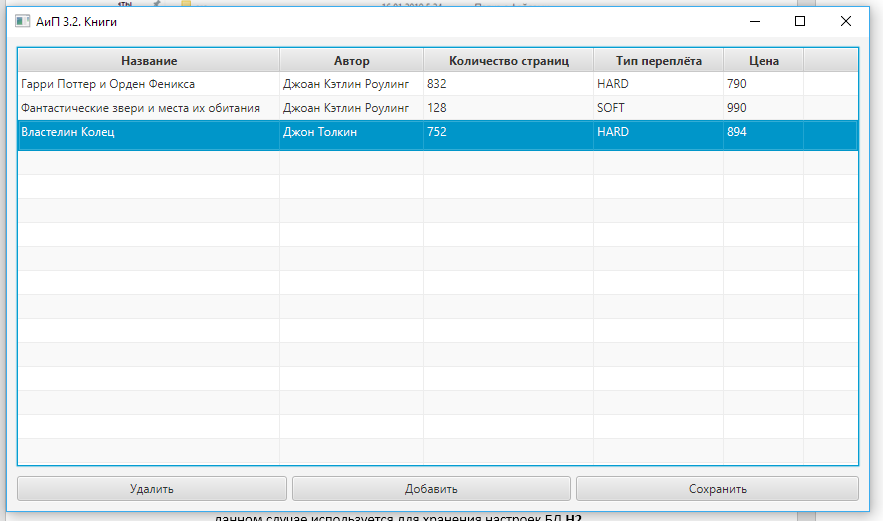 АиП 3.2. Книги
Название Автор Количество страниц Тип переплёта Цена
Гарри Поттер и Орден Феникса Джоан Кэтлин Роулинг 832 HARD 790
Фантастические звери и места их обитания Джоан Кэтлин Роулинг 128 SOFT 990
Властелин Колец Джон Толкин 752 HARD 894
Удалить Добавить Сохранить
данном случае используется для хранения настроек БД H2